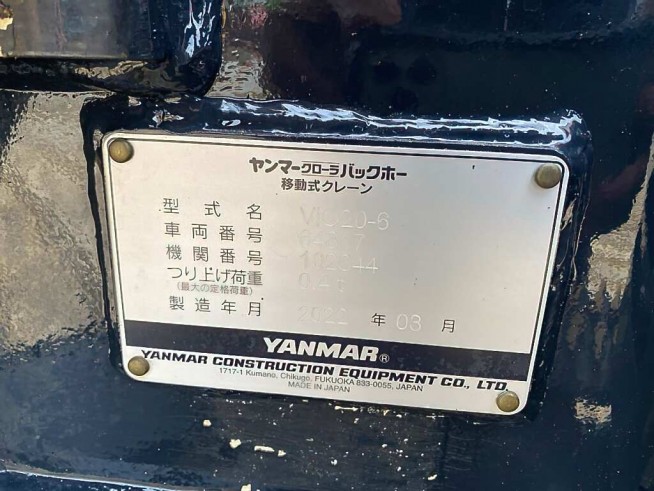 ヤンマークローラバックホー
移動式クレーン
型式名
車両番号
機関番号
つり上げ荷重
(最大の定格荷重)
製造年月 年 03 月
YANMAR®
YANMAR CONSTRUCTION EQUIPMENT CO., LTD.
1717-1 Kumano, Chikugo, FUKUOKA 833-0055, JAPAN
MADE IN JAPAN